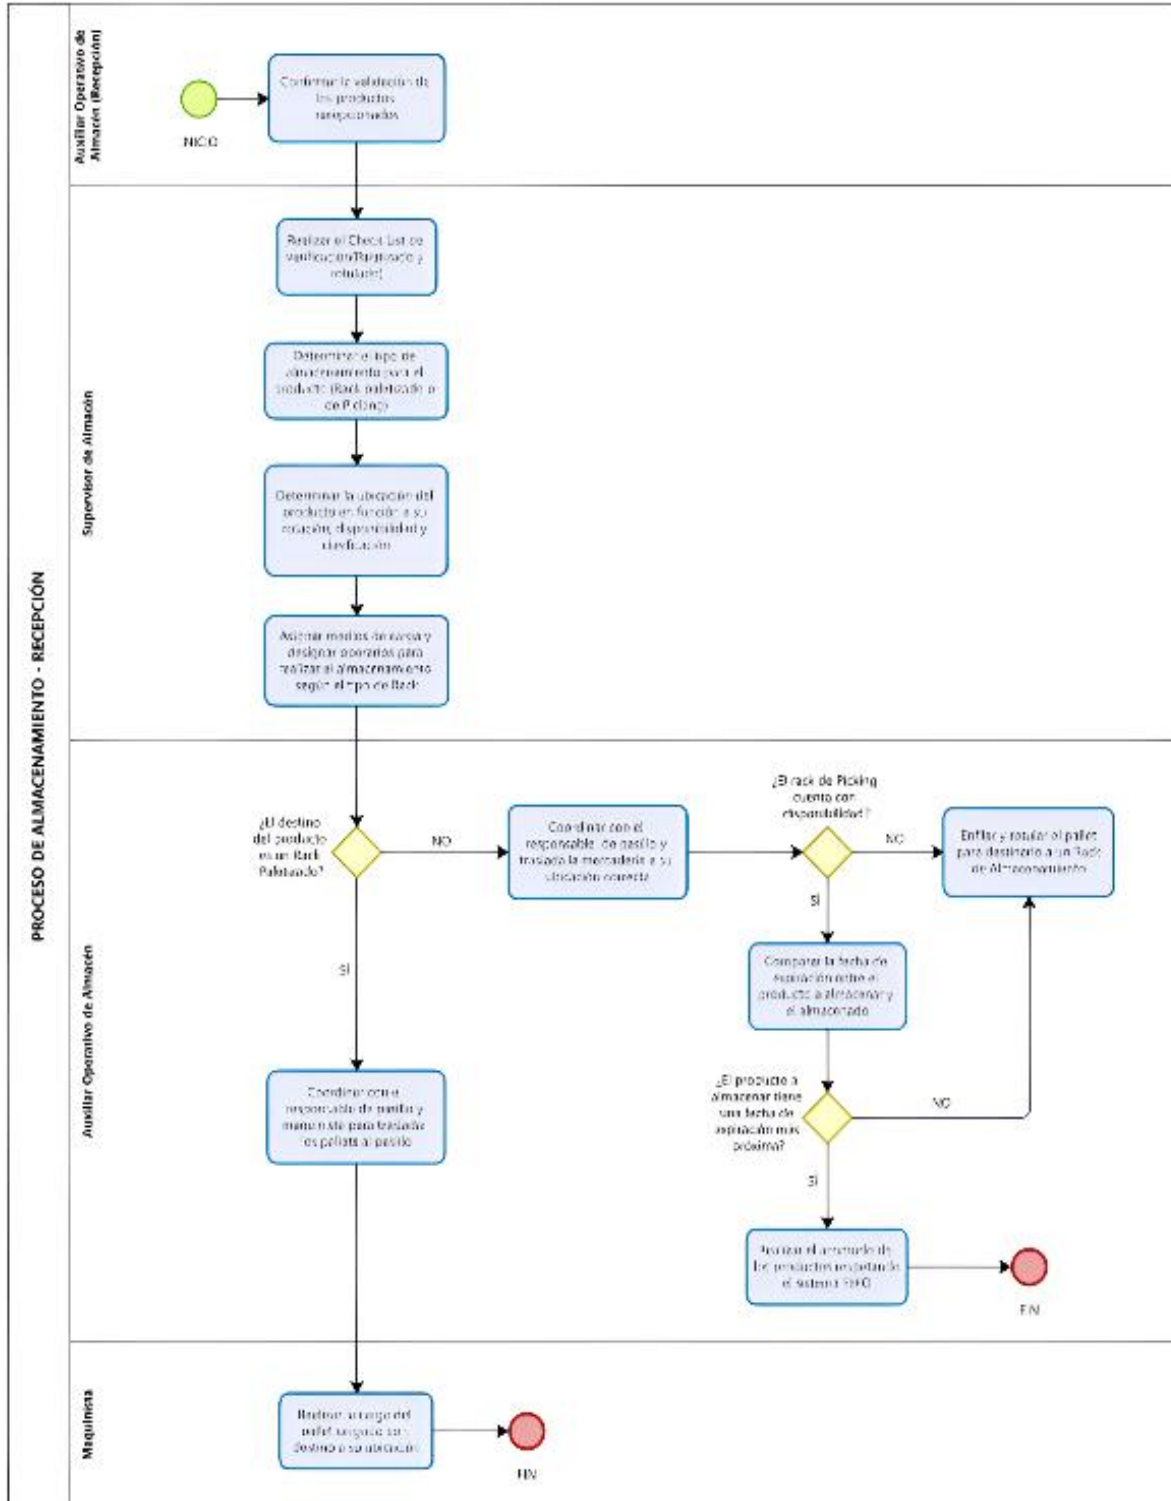 PROCESO DE ALMACENAMIENTO - RECEPCIÓN
Auxiliar Operativo de
Almacén (Recepción)
INICIO
Confirmar la validación de
los productos
recepcionados
Supervisor de Almacén
Realizar el Check List de
verificación
rotulado)
Determinar el tipo de
almacenamiento para el
producto (Rack paletizado o
de Picking)
Determinar la ubicación del
producto en función a su
rotación, disponibilidad y
clasificación
Asignar medios de carga y
designar operarios para
realizar el almacenamiento
según el tipo de Rack
Auxiliar Operativo de Almacén
¿El destino
del producto
es un Rack
Paletizado?
NO
Coordinar con el
responsable de pasillo y
traslada la mercadería a su
ubicación correcta
¿El rack de Picking
cuenta con
disponibilidad?
NO
Enfilar y rotular el pallet
para destinarlo a un Rack
de Almacenamiento
SÍ
Comparar la fecha de
expiración entre el
producto a almacenar y
el almacenado
SÍ
¿El producto a
almacenar tiene
una fecha de
expiración más
próxima?
NO
SÍ
Coordinar con el
responsable de pasillo y
maquinista para trasladar
los pallets al pasillo
Realizar el acomodo de
los productos respetando
el sistema FEFO
FIN
Maquinista
Realizar la carga del
pallet asignado con
destino a su ubicación
FIN